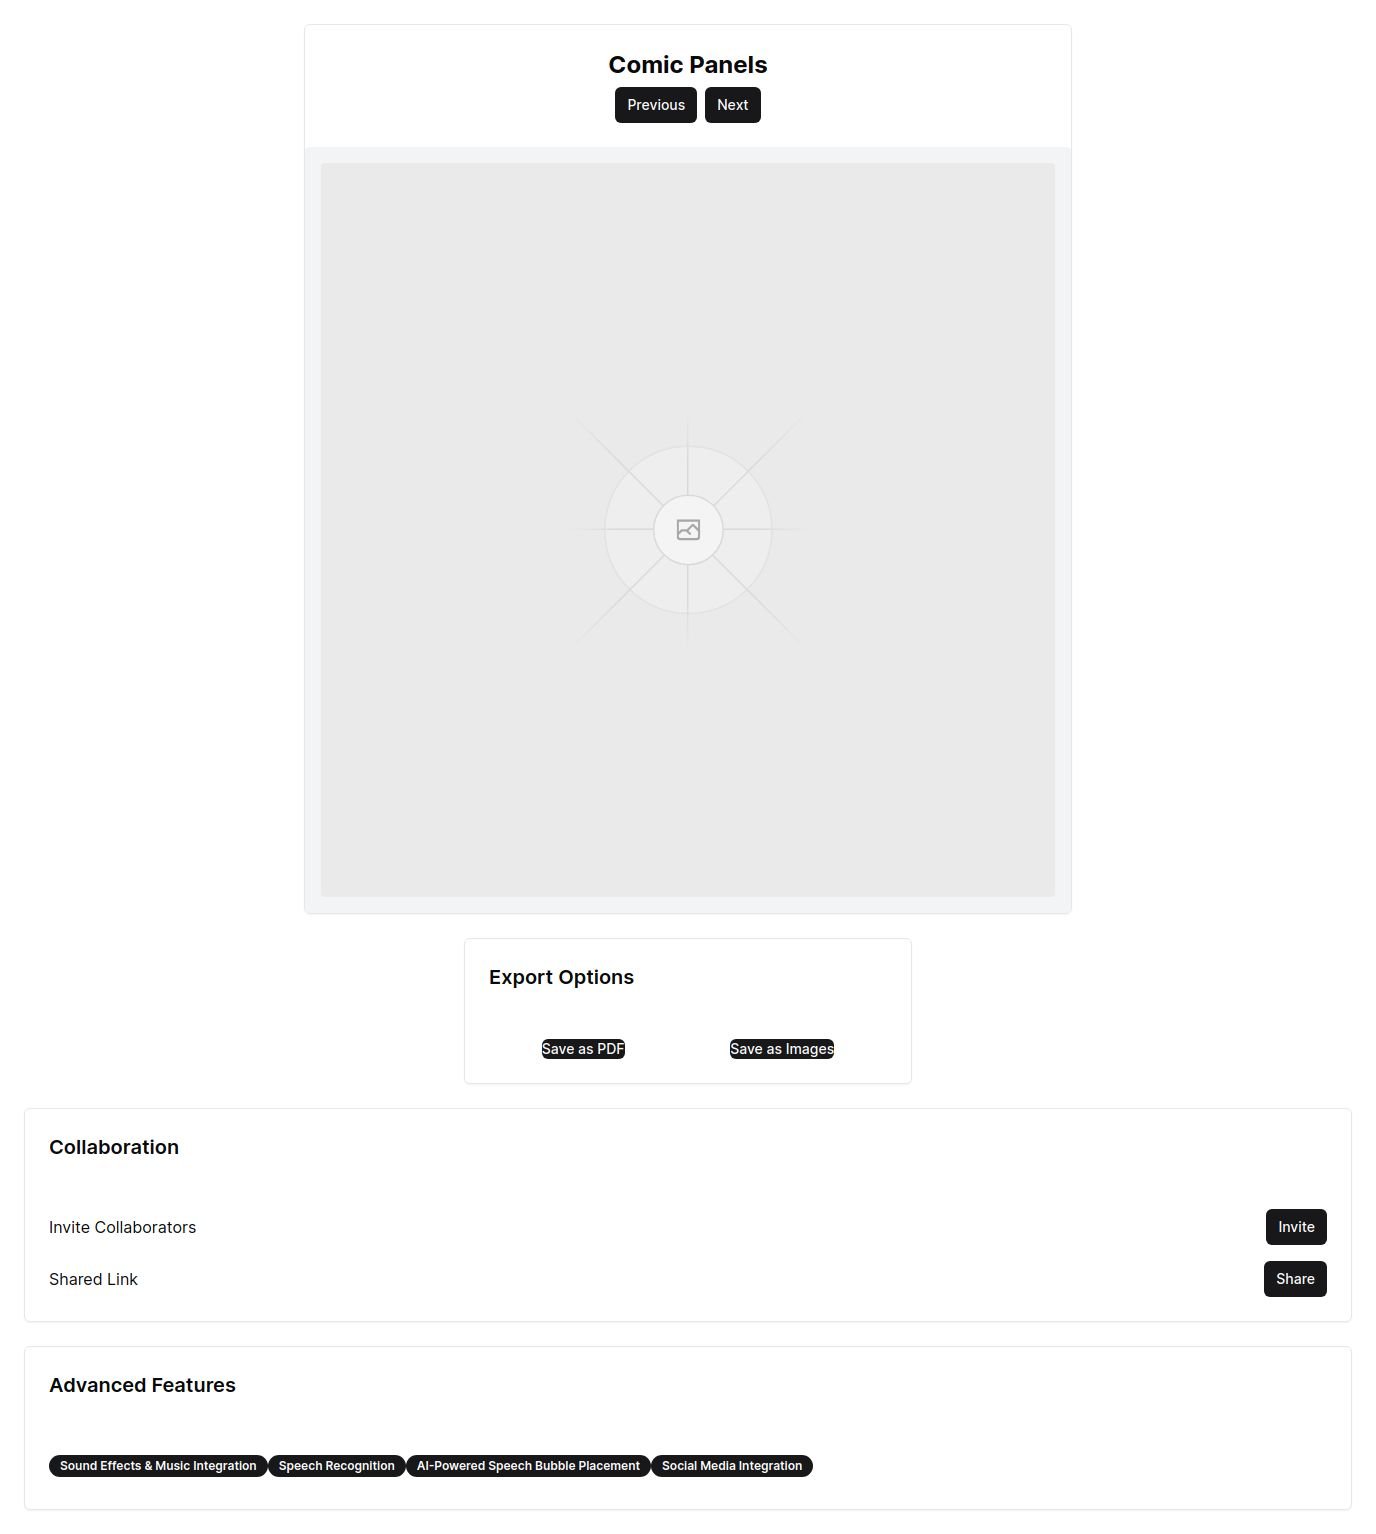 Comic Panels
Previous Next
Export Options
Save as PDF Save as Images
Collaboration
Invite Collaborators Invite
Shared Link Share
Advanced Features
Sound Effects & Music Integration Speech Recognition AI-Powered Speech Bubble Placement Social Media Integration